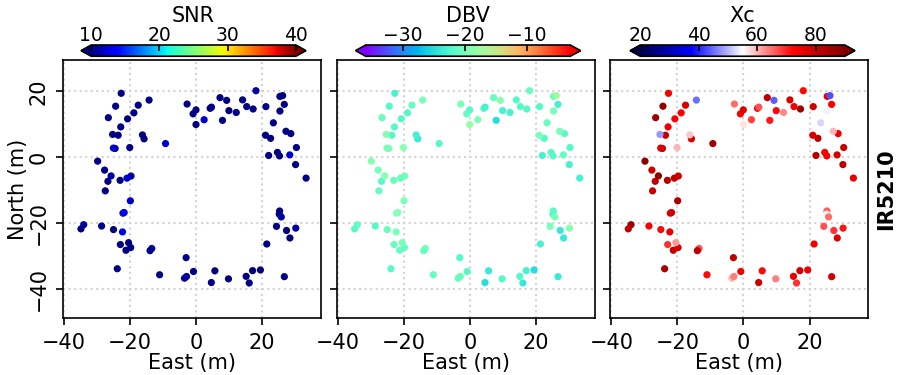 SNR DBV Xc
10 20 30 40 −30 −20 −10 20 40 60 80
20
0
−20
−40
North (m)
IR5210
−40 −20 0 20 −40 −20 0 20 −40 −20 0 20
East (m) East (m) East (m)